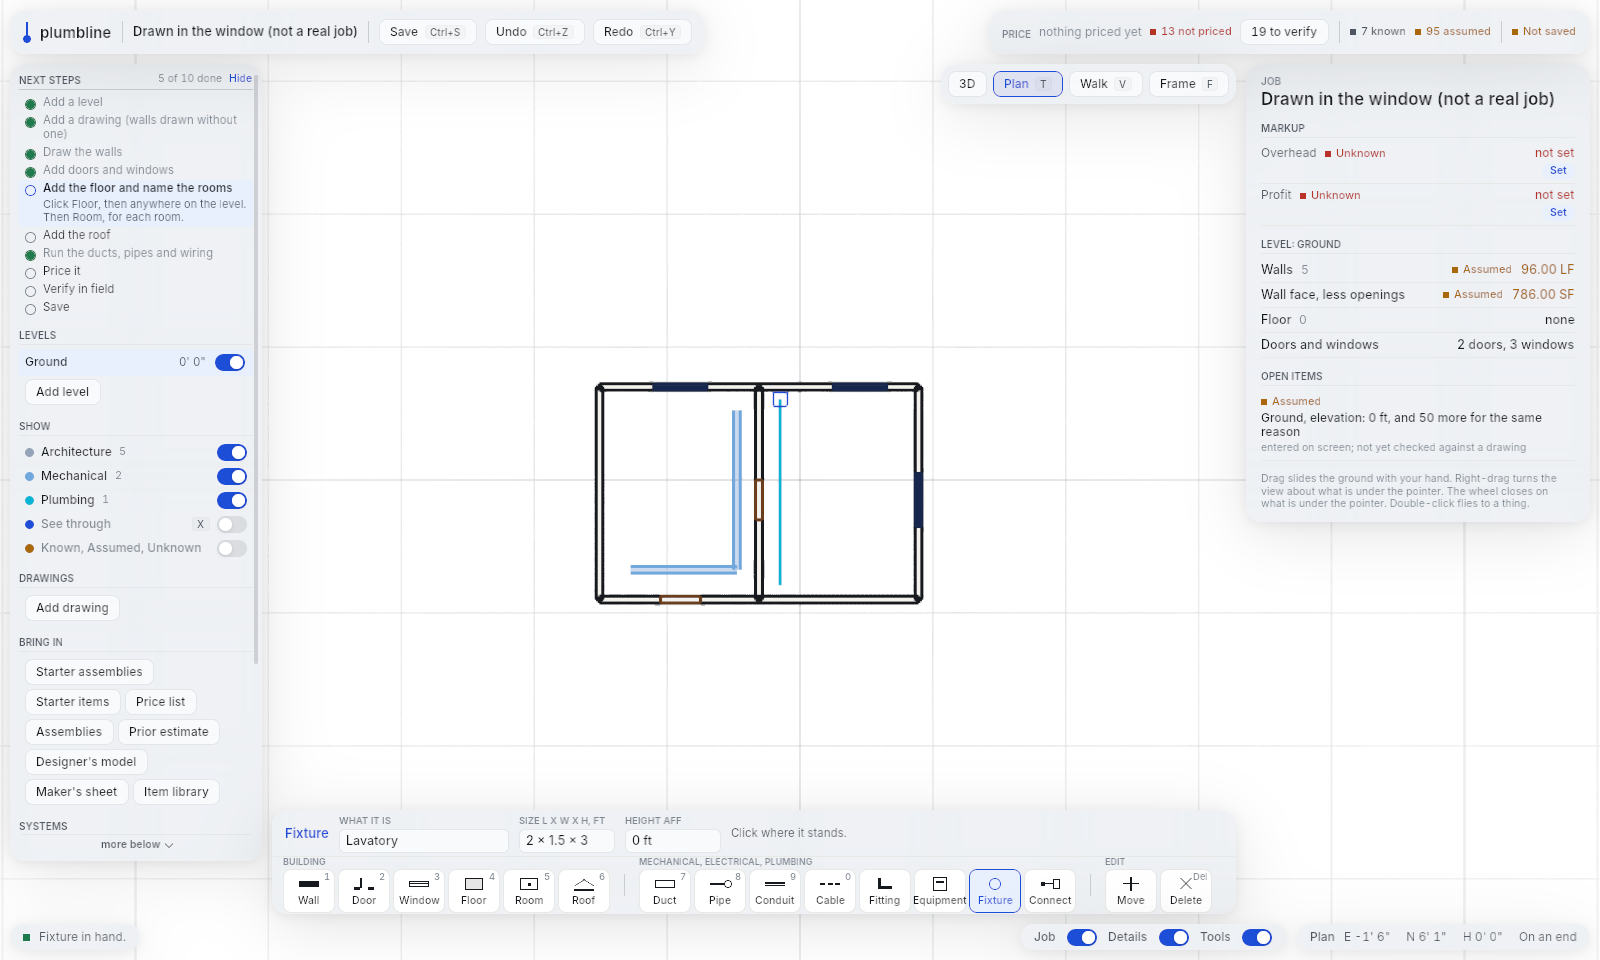 plumbline
Drawn in the window (not a real job)
Save Ctrl+S
Undo Ctrl+Z
Redo Ctrl+Y
PRICE nothing priced yet 13 not priced 19 to verify 7 known 95 assumed Not saved
NEXT STEPS 5 of 10 done Hide
Add a level
Add a drawing (walls drawn without
one)
Draw the walls
Add doors and windows
Add the floor and name the rooms
Click Floor, then anywhere on the level.
Then Room, for each room.
Add the roof
Run the ducts, pipes and wiring
Price it
Verify in field
Save
LEVELS
Ground 0' 0"
Add level
SHOW
Architecture 5
Mechanical 2
Plumbing 1
See through X
Known, Assumed, Unknown
DRAWINGS
Add drawing
BRING IN
Starter assemblies
Starter items Price list
Assemblies Prior estimate
Designer's model
Maker's sheet Item library
SYSTEMS
more below
3D Plan T Walk V Frame F
JOB
Drawn in the window (not a real job)
MARKUP
Overhead Unknown not set
Set
Profit Unknown not set
Set
LEVEL: GROUND
Walls 5 Assumed 96.00 LF
Wall face, less openings Assumed 786.00 SF
Floor 0 none
Doors and windows 2 doors, 3 windows
OPEN ITEMS
Assumed
Ground, elevation: 0 ft, and 50 more for the same
reason
entered on screen; not yet checked against a drawing
Drag slides the ground with your hand. Right-drag turns the
view about what is under the pointer. The wheel closes on
what is under the pointer. Double-click flies to a thing.
Fixture
WHAT IT IS
Lavatory
SIZE L X W X H, FT
2 × 1.5 × 3
HEIGHT AFF
0 ft
Click where it stands.
BUILDING
Wall 1
Door 2
Window 3
Floor 4
Room 5
Roof 6
MECHANICAL, ELECTRICAL, PLUMBING
Duct 7
Pipe 8
Conduit 9
Cable 0
Fitting
Equipment
Fixture
Connect
EDIT
Move
Delete Del
Fixture in hand.
Job Details Tools
Plan E -1' 6" N 6' 1" H 0' 0" On an end